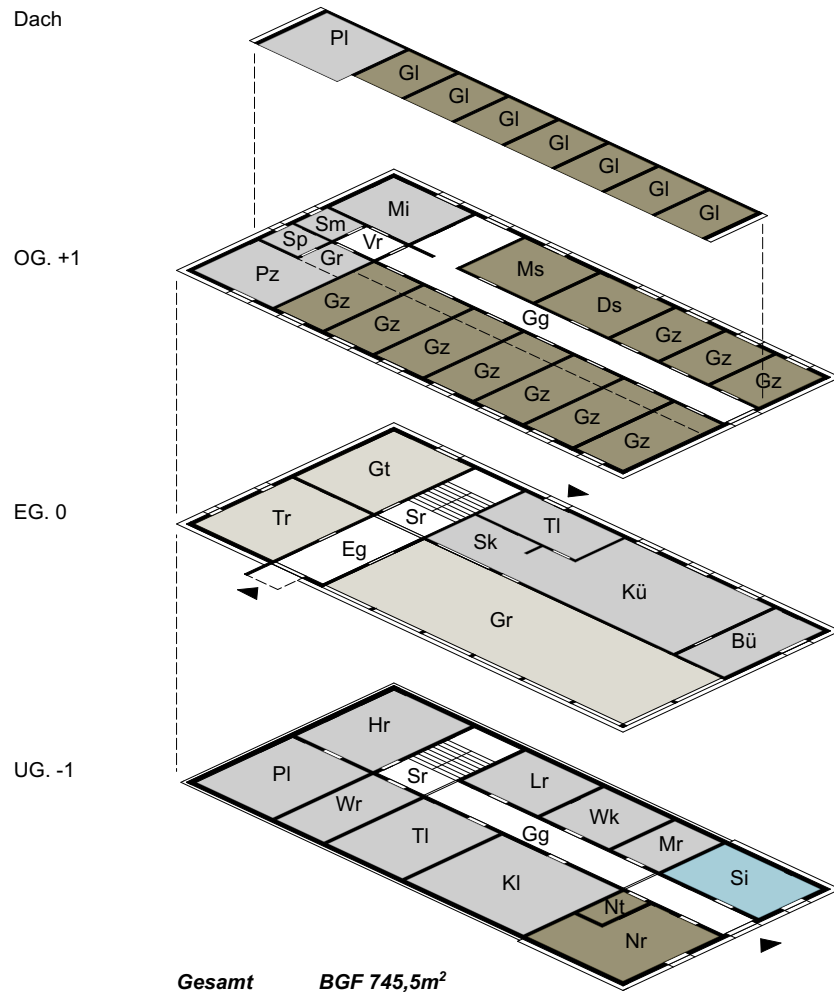 Dach
Pl
Gl
Gl
Gl
Gl
Gl
Gl
Gl
OG. +1
Mi
Sm
Sp
Vr
Gr
Pz
Ms
Ds
Gg
Gz
Gz
Gz
Gz
Gz
Gz
Gz
Gz
Gz
Gz
EG. 0
Gt
Tr
Sr
Eg
Tl
Sk
Kü
Gr
Bü
UG. -1
Hr
Pl
Sr
Wr
Lr
Tl
Wk
Gg
Mr
Kl
Si
Nt
Nr
Gesamt BGF 745,5m²